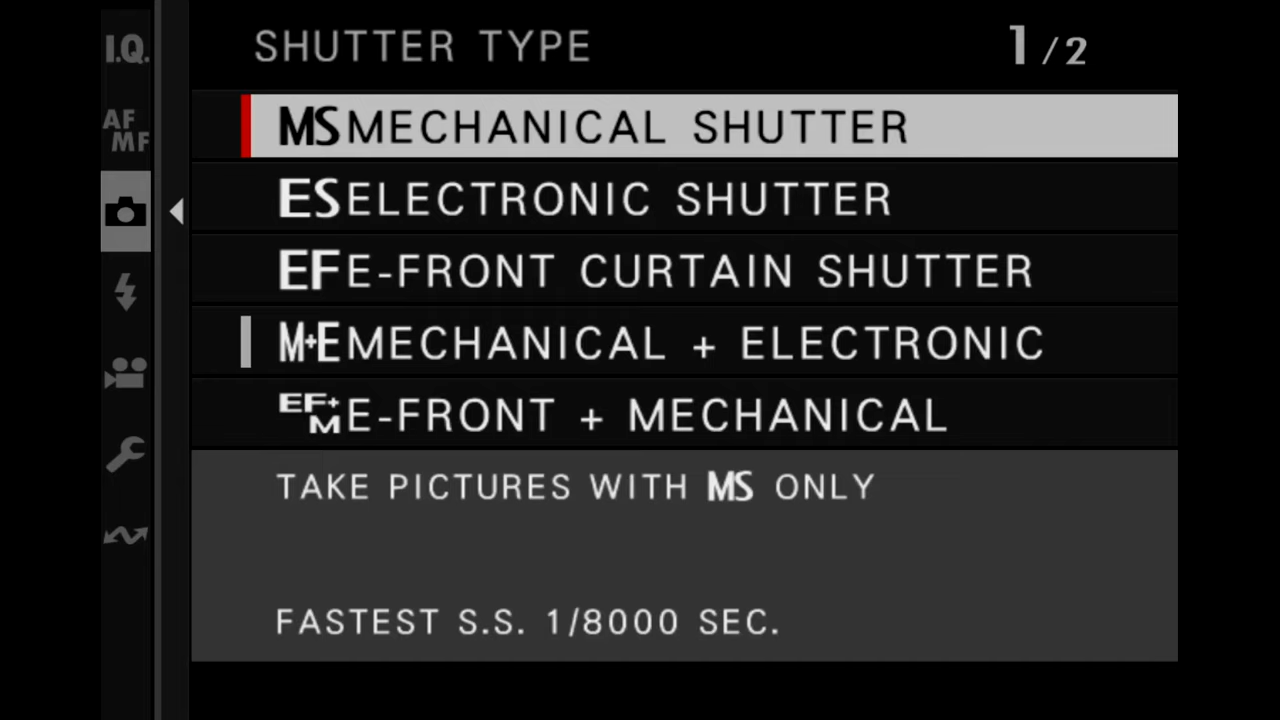 I.Q.
SHUTTER TYPE 1/2
AF
MF
MS MECHANICAL SHUTTER
ES ELECTRONIC SHUTTER
EF E-FRONT CURTAIN SHUTTER
M+E MECHANICAL + ELECTRONIC
EF+M E-FRONT + MECHANICAL
TAKE PICTURES WITH MS ONLY
FASTEST S.S. 1/8000 SEC.